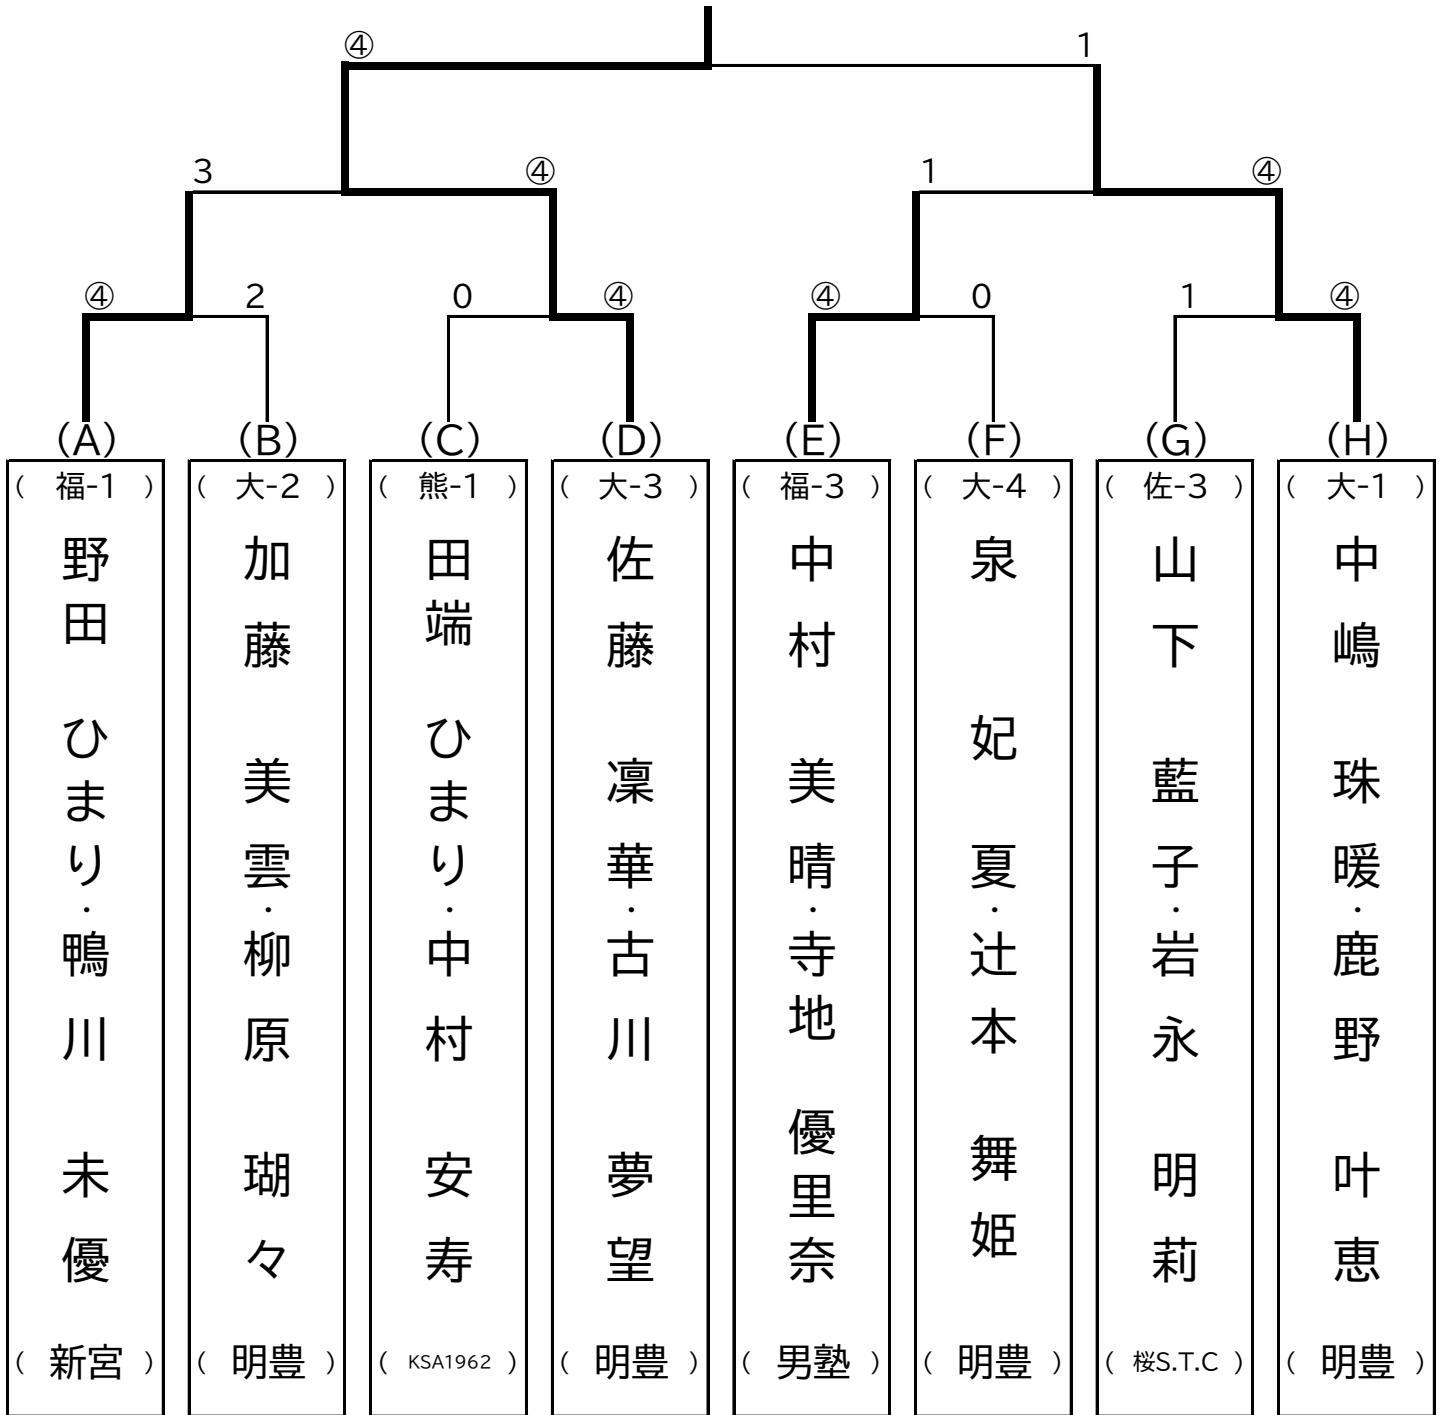 ④ 1
3 ④ 1 ④
④ 2 0 ④ ④ 0 1 ④
(A) (B) (C) (D) (E) (F) (G) (H)
( 福-1 ) ( 大-2 ) ( 熊-1 ) ( 大-3 ) ( 福-3 ) ( 大-4 ) ( 佐-3 ) ( 大-1 )
野田 ひまり・鴨川 未優
加藤 美雲・柳原 瑚々
田端 ひまり・中村 安寿
佐藤 凜華・古川 夢望
中村 美晴・寺地 優里奈
泉 妃夏・辻本 舞姫
山下 藍子・岩永 明莉
中嶋 珠暖・鹿野 叶恵
( 新宮 ) ( 明豊 ) ( KSA1962 ) ( 明豊 ) ( 男塾 ) ( 明豊 ) ( 桜S.T.C ) ( 明豊 )